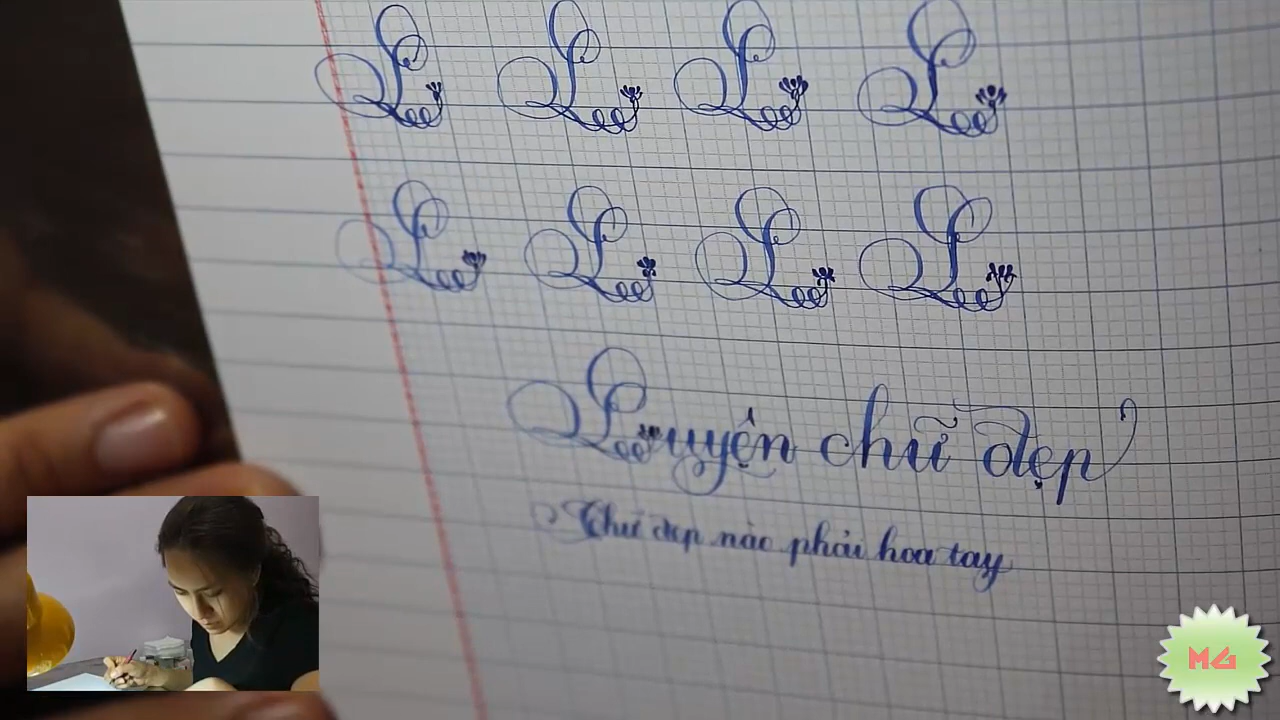 L L L L
L L L L
Luyện chữ đẹp
Chữ đẹp nào phải hoa tay
MG